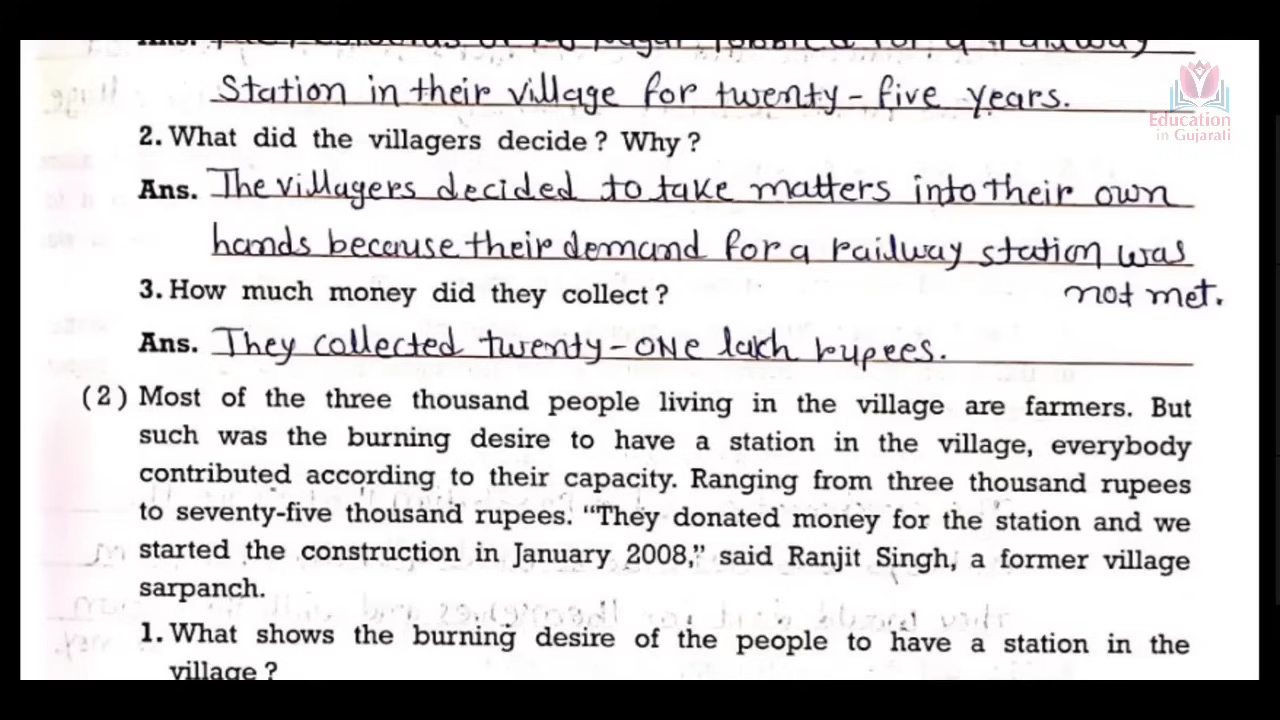 Station in their village for twenty-five years.
Education
in Gujarati
2. What did the villagers decide ? Why ?
Ans. The villagers decided to take matters into their own
hands because their demand for a railway station was
not met.
3. How much money did they collect ?
Ans. They collected twenty-one lakh rupees.
(2) Most of the three thousand people living in the village are farmers. But
such was the burning desire to have a station in the village, everybody
contributed according to their capacity. Ranging from three thousand rupees
to seventy-five thousand rupees. “They donated money for the station and we
started the construction in January 2008,” said Ranjit Singh, a former village
sarpanch.
1. What shows the burning desire of the people to have a station in the
village ?